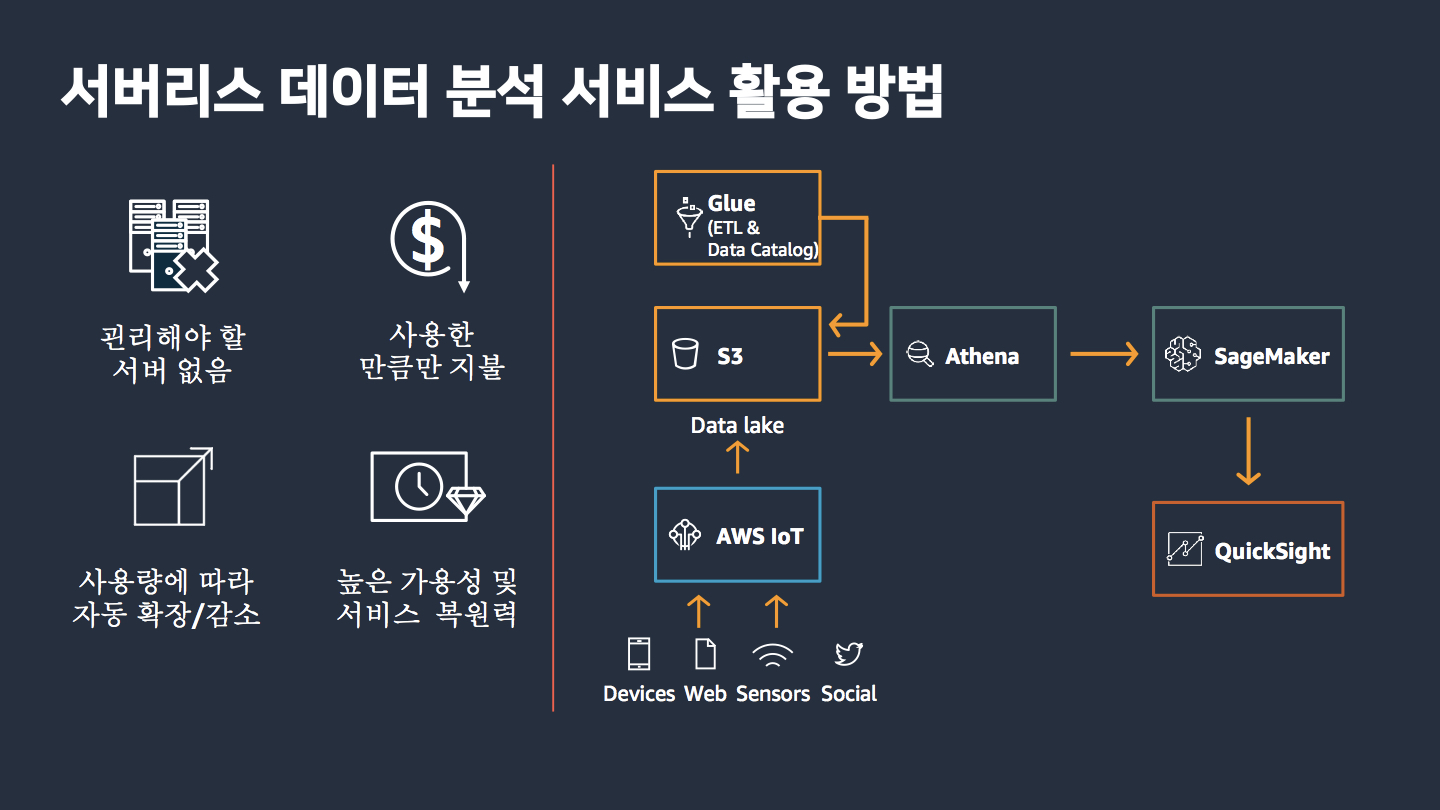 서버리스 데이터 분석 서비스 활용 방법
관리해야 할
서버 없음
$
사용한
만큼만 지불
사용량에 따라
자동 확장/감소
높은 가용성 및
서비스 복원력
Glue
(ETL &
Data Catalog)
S3
Athena
SageMaker
Data lake
AWS IoT
QuickSight
Devices
Web
Sensors
Social